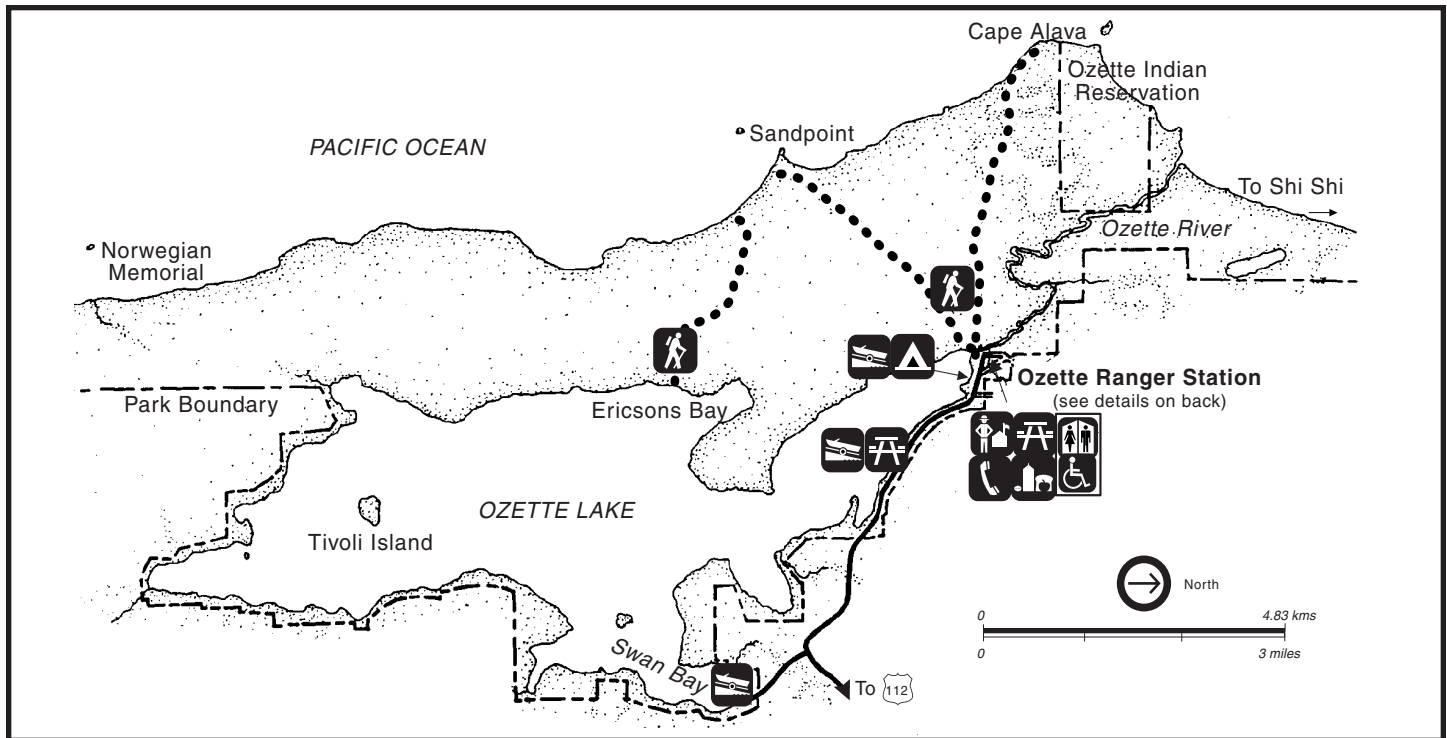 Cape Alava
Ozette Indian
Reservation
PACIFIC OCEAN
Sandpoint
To Shi Shi
Ozette River
Norwegian
Memorial
Park Boundary
Ericsons Bay
Ozette Ranger Station
(see details on back)
OZETTE LAKE
Tivoli Island
North
0 4.83 kms
0 3 miles
Swan Bay
To 112